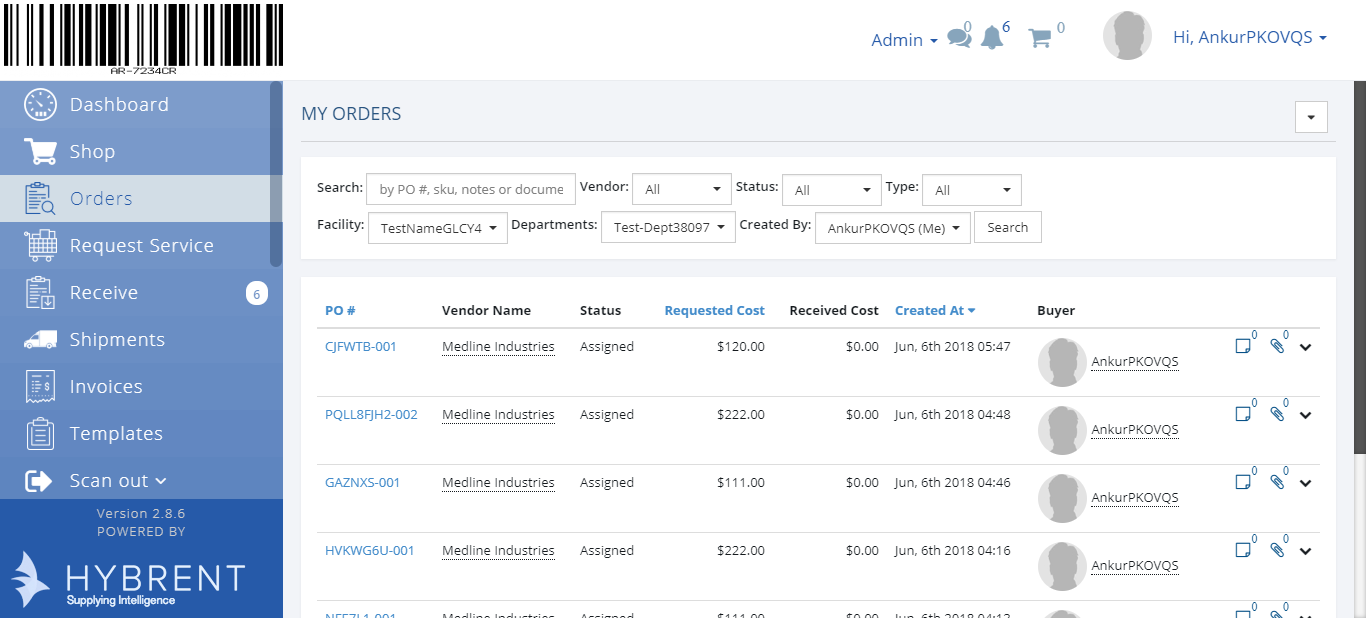 AR-7234CR
Admin 0 6 0 Hi, AnkurPKOVQS
Dashboard
Shop
Orders
Request Service
Receive 6
Shipments
Invoices
Templates
Scan out
Version 2.8.6
POWERED BY
HYBRENT
Supplying Intelligence
MY ORDERS
Search: by PO #, sku, notes or docume Vendor: All Status: All Type: All
Facility: TestNameGLCY4 Departments: Test-Dept38097 Created By: AnkurPKOVQS (Me) Search
PO # Vendor Name Status Requested Cost Received Cost Created At Buyer
CJFWTB-001 Medline Industries Assigned $120.00 $0.00 Jun, 6th 2018 05:47 AnkurPKOVQS 0 0
PQLL8FJH2-002 Medline Industries Assigned $222.00 $0.00 Jun, 6th 2018 04:48 AnkurPKOVQS 0 0
GAZNXS-001 Medline Industries Assigned $111.00 $0.00 Jun, 6th 2018 04:46 AnkurPKOVQS 0 0
HVKWG6U-001 Medline Industries Assigned $222.00 $0.00 Jun, 6th 2018 04:16 AnkurPKOVQS 0 0
Medline Industries Assigned $111.00 $0.00 Jun, 6th 2018 0 0